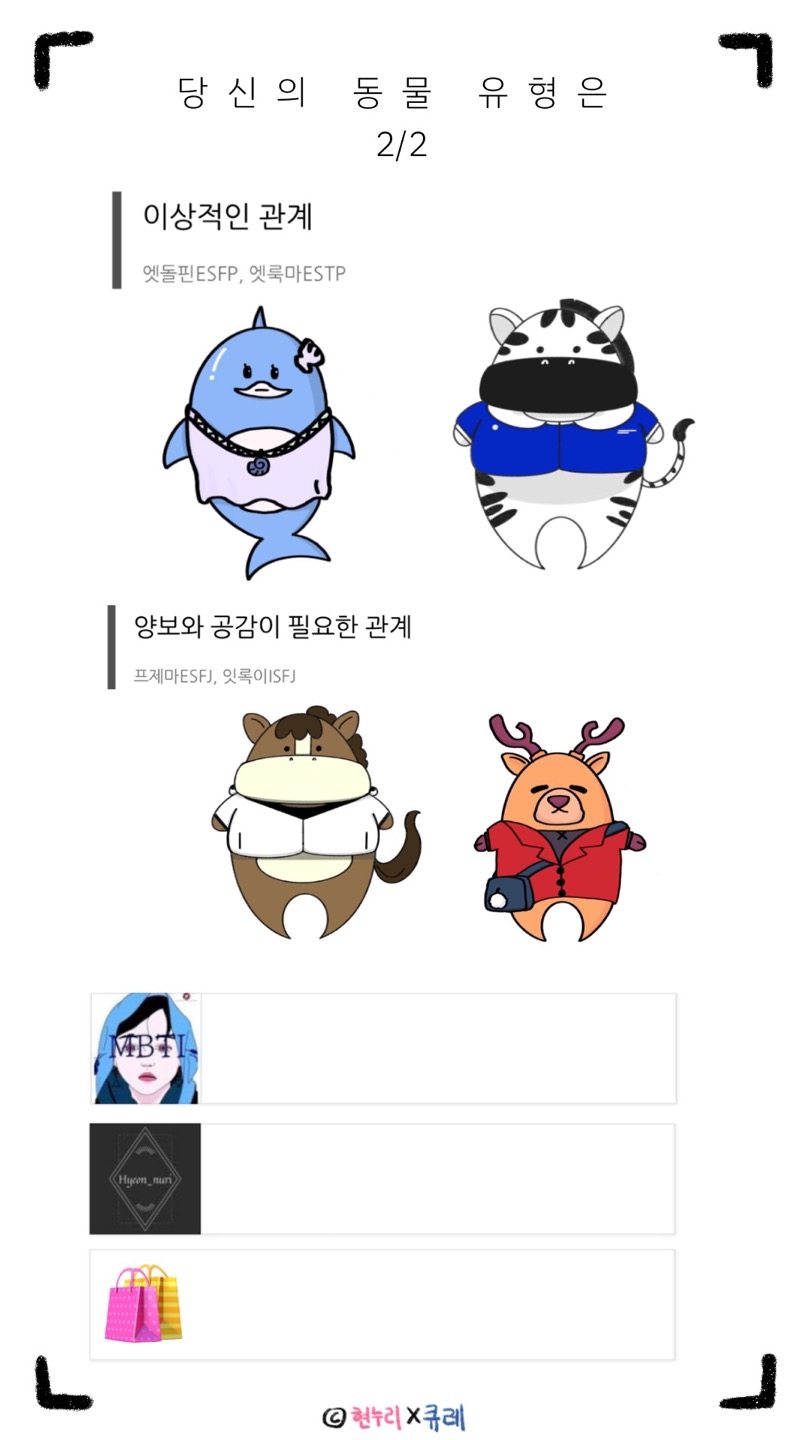 당신의 동물 유형은
2/2
이상적인 관계
엣돌핀ESFP, 엣룩마ESTP
양보와 공감이 필요한 관계
프제마ESFJ, 잇록이ISFJ
MBTI
Hyeon_nuri
© 현누리 X 큐레